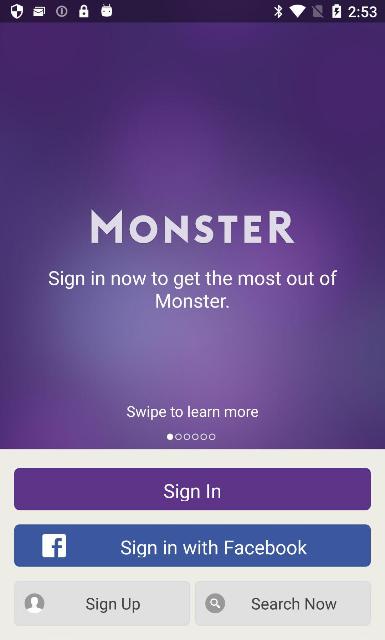 2:53
MONSTER
Sign in now to get the most out of
Monster.
Swipe to learn more
Sign In
Sign in with Facebook
Sign Up
Search Now